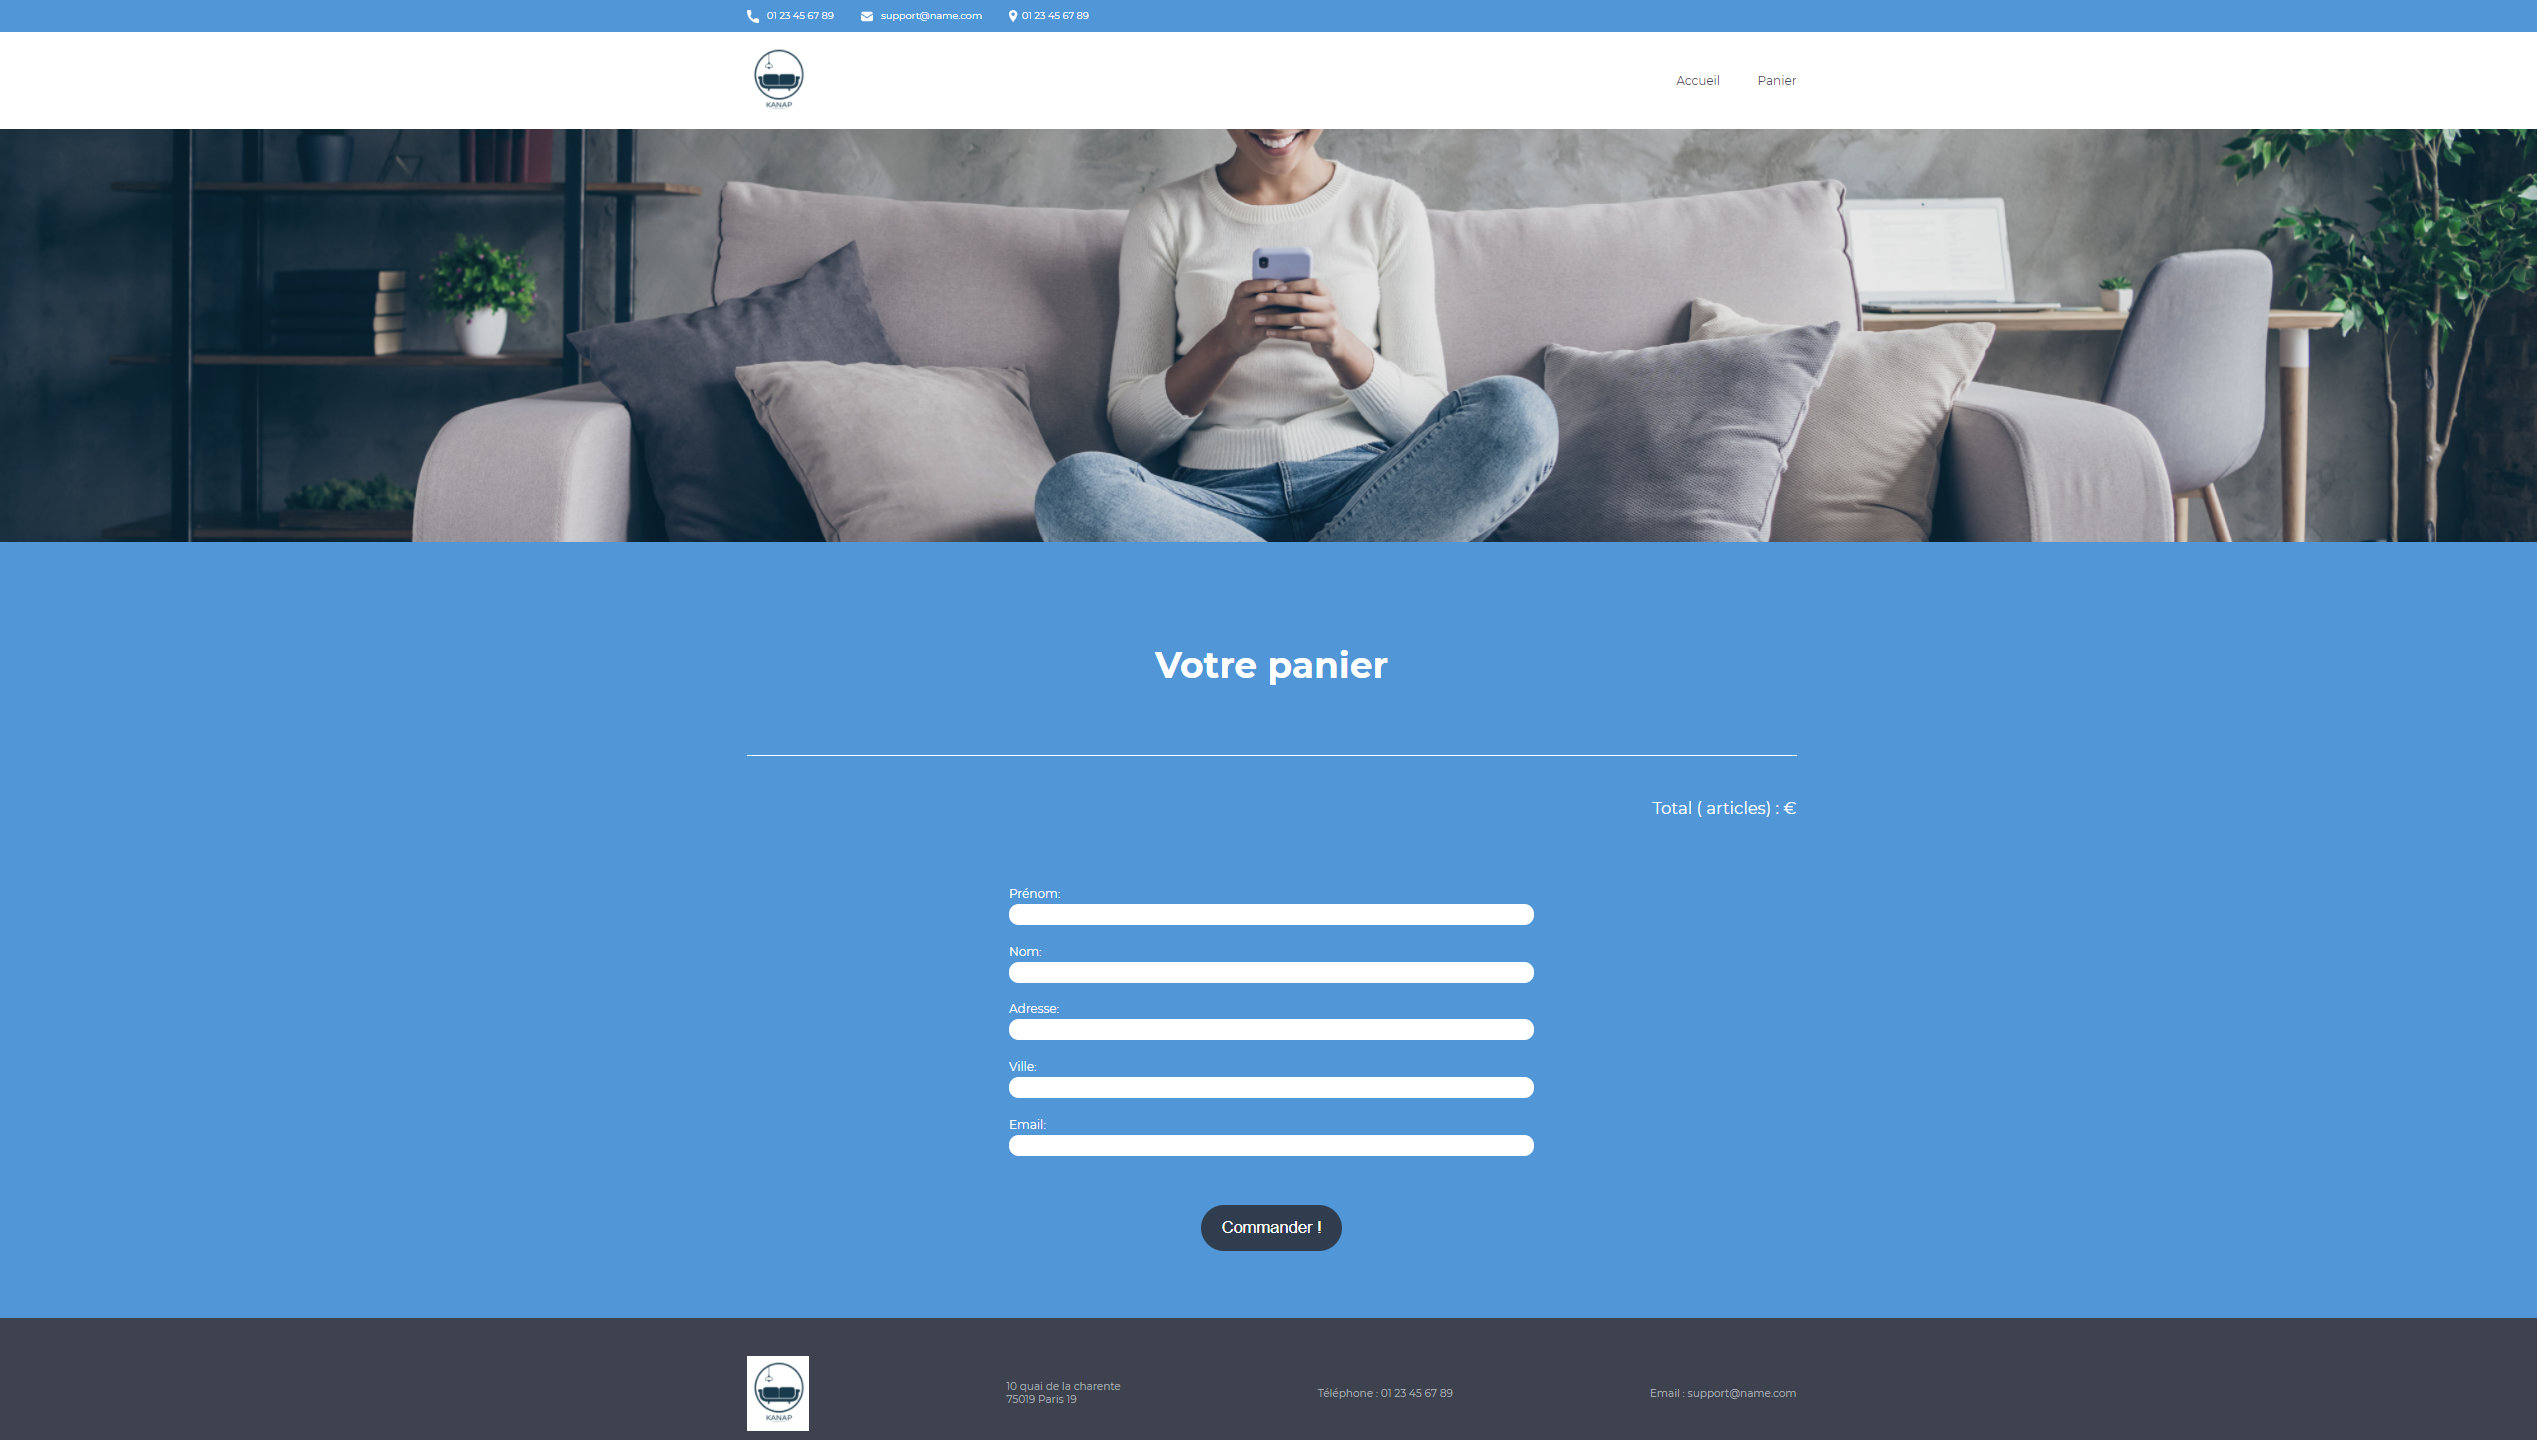 01 23 45 67 89 support@name.com 01 23 45 67 89
KANAP
Accueil Panier
Votre panier
Total ( articles) : €
Prénom:
Nom:
Adresse:
Ville:
Email:
Commander !
KANAP
10 quai de la charente
75019 Paris 19
Téléphone : 01 23 45 67 89
Email : support@name.com